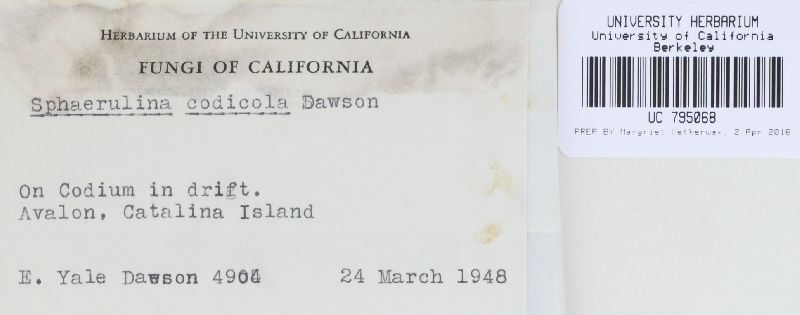 HERBARIUM OF THE UNIVERSITY OF CALIFORNIA
FUNGI OF CALIFORNIA
Sphaerulina codicola Dawson
On Codium in drift.
Avalon, Catalina Island
E. Yale Dawson 4904 24 March 1948
UNIVERSITY HERBARIUM
University of California
Berkeley
UC 795068
PREP BY Margriet Wetherwax, 2 Apr 2016